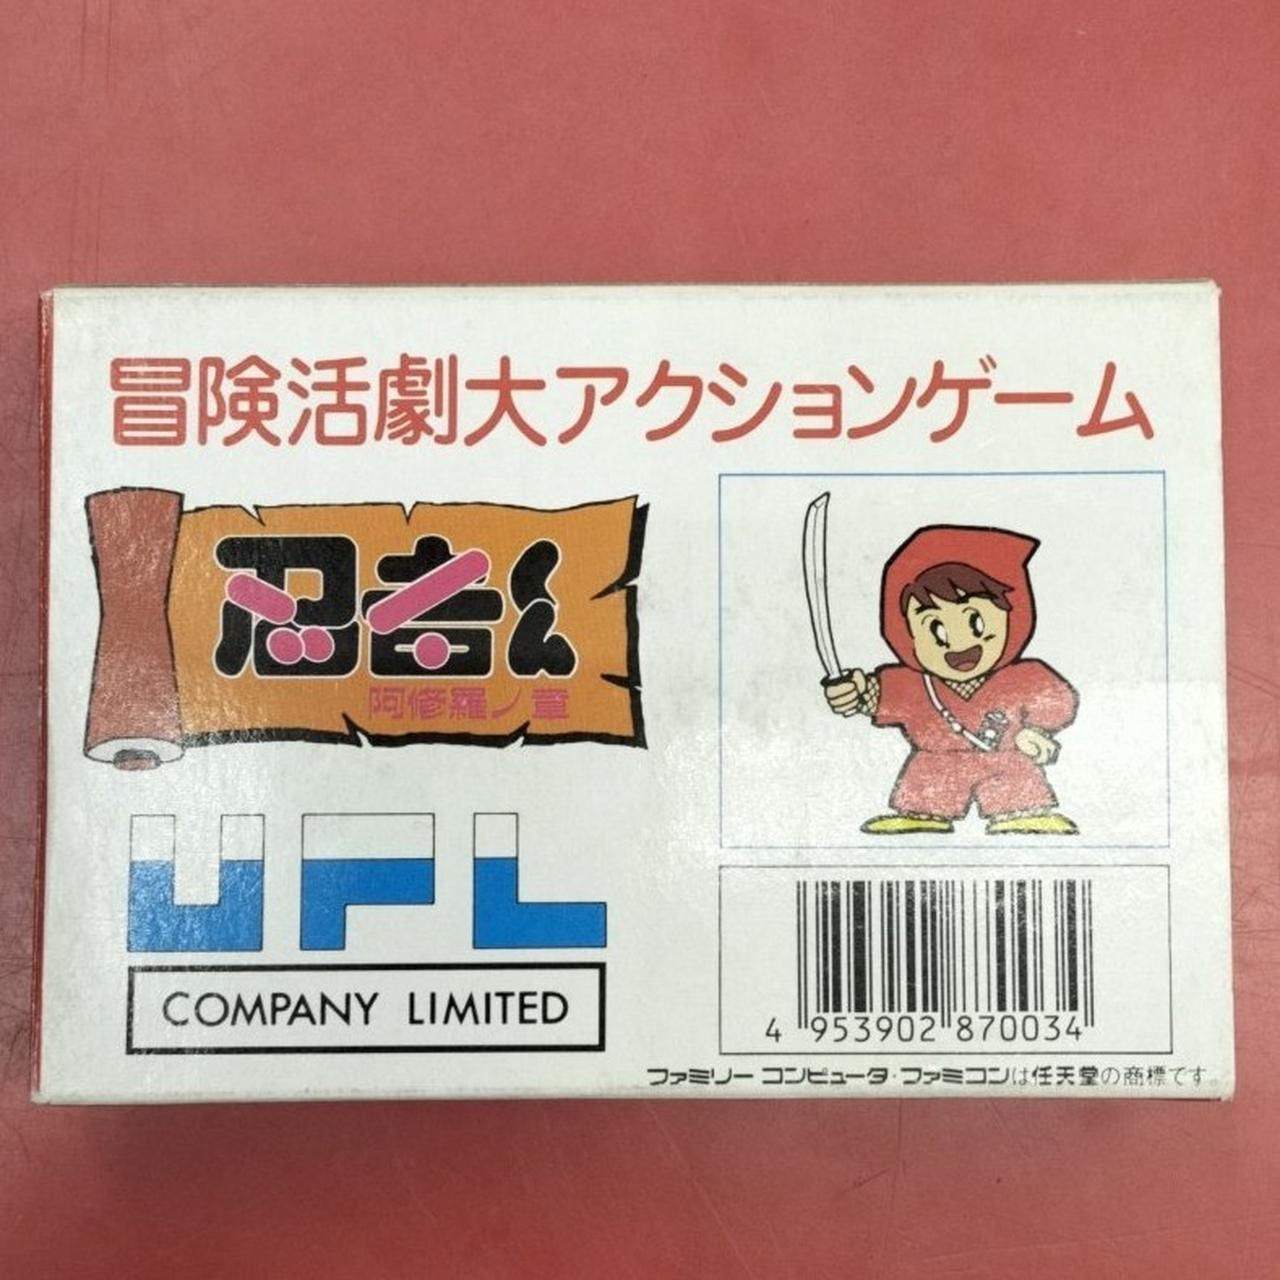 冒険活劇大アクションゲーム
忍者くん
阿修羅ノ章
UPL
COMPANY LIMITED
4 953902 870034
ファミリーコンピュータ・ファミコンは任天堂の商標です。